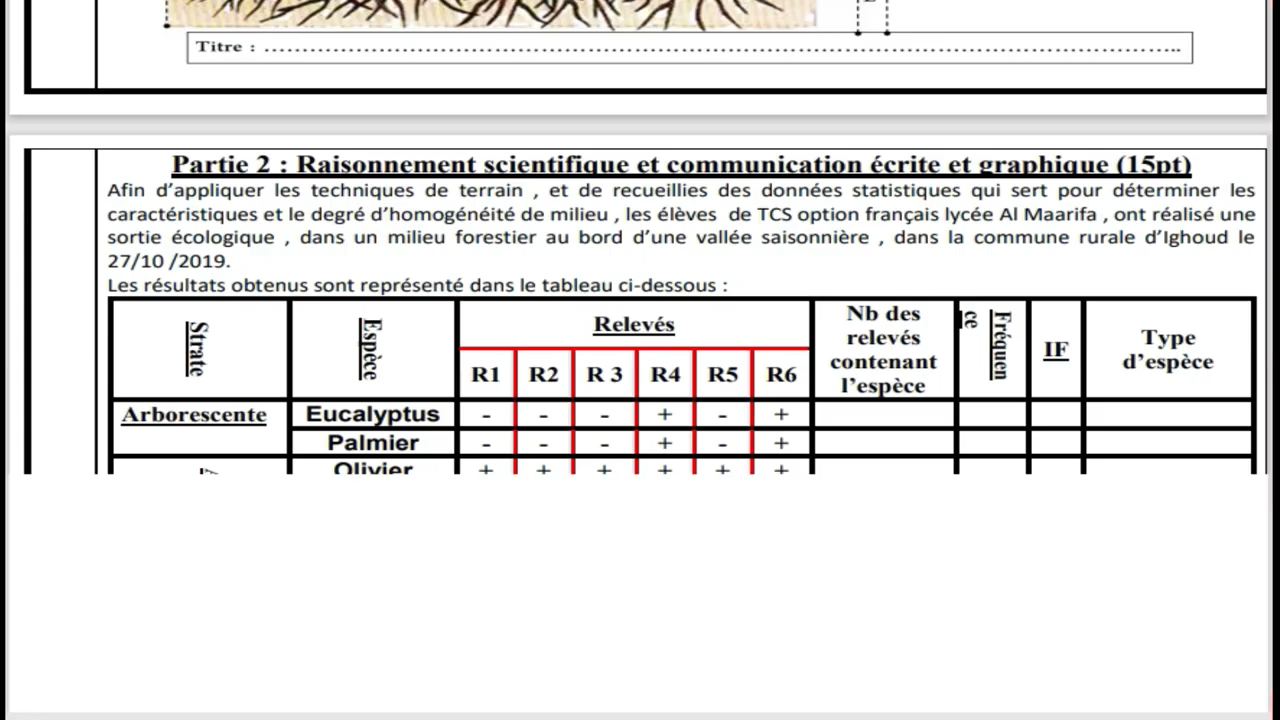 Titre : ..........................................................................................
Partie 2 : Raisonnement scientifique et communication écrite et graphique (15pt)
Afin d'appliquer les techniques de terrain , et de recueillies des données statistiques qui sert pour déterminer les
caractéristiques et le degré d'homogénéité de milieu , les élèves de TCS option français lycée Al Maarifa , ont réalisé une
sortie écologique , dans un milieu forestier au bord d'une vallée saisonnière , dans la commune rurale d'Ighoud le
27/10 /2019.
Les résultats obtenus sont représenté dans le tableau ci-dessous :
Strate
Espèce
Relevés
R1 R2 R 3 R4 R5 R6
Nb des
relevés
contenant
l'espèce
Fréquen
ce
IF
Type
d'espèce
Arborescente Eucalyptus - - - + - +
Palmier - - - + - +
Olivier + + + + + +